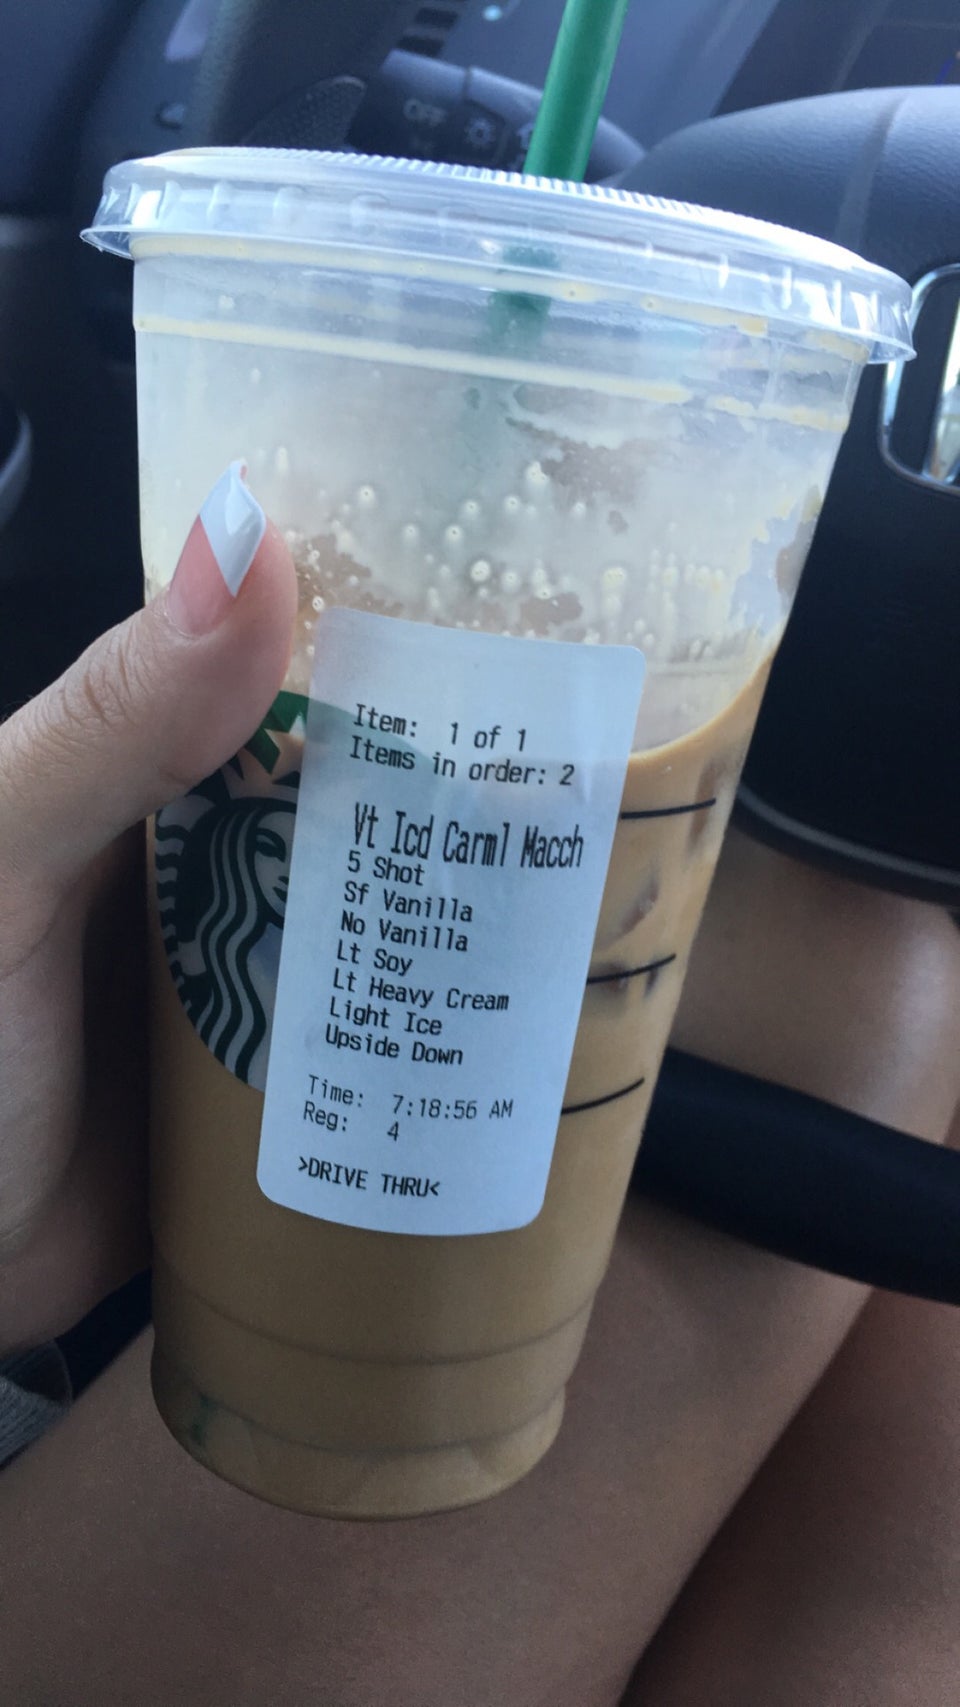 OFF
Item: 1 of 1
Items in order: 2
Vt Icd Carml Macch
5 Shot
Sf Vanilla
No Vanilla
Lt Soy
Lt Heavy Cream
Light Ice
Upside Down
Time: 7:18:56 AM
Reg: 4
>DRIVE THRU<